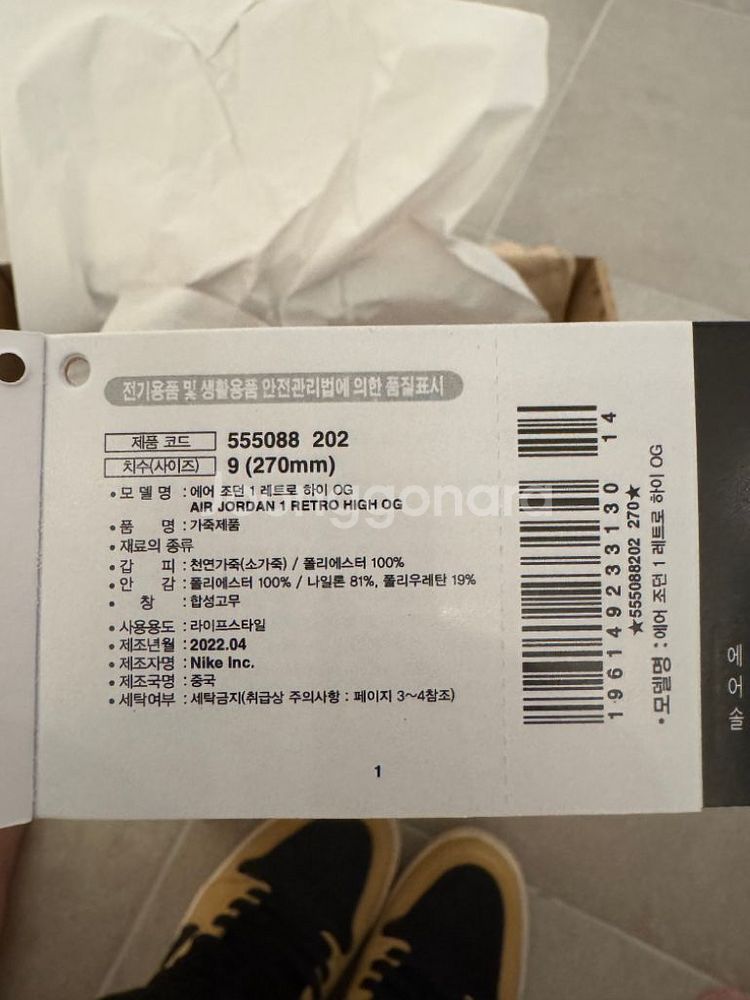 전기용품 및 생활용품 안전관리법에 의한 품질표시
제품 코드 555088 202
치수(사이즈) 9 (270mm)
• 모 델 명 : 에어 조던 1 레트로 하이 OG
AIR JORDAN 1 RETRO HIGH OG
• 품 명 : 가죽제품
• 재료의 종류
• 갑 피 : 천연가죽(소가죽) / 폴리에스터 100%
• 안 감 : 폴리에스터 100% / 나일론 81%, 폴리우레탄 19%
• 창 : 합성고무
• 사용용도 : 라이프스타일
• 제조년월 : 2022.04
• 제조자명 : Nike Inc.
• 제조국명 : 중국
• 세탁여부 : 세탁금지(취급상 주의사항 : 페이지 3~4참조)
1
196149233130 14
★555088202 270★
• 모델명 : 에어 조던 1 레트로 하이 OG
에어솔